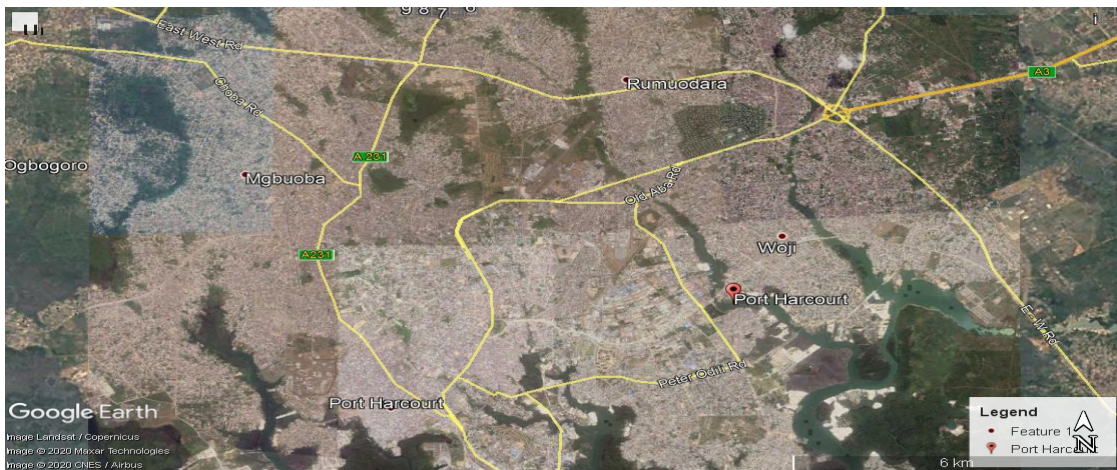 East West Rd
Choba Rd
Rumuodara
A3
A 231
Ogbogoro
Mgbuoba
Old Aba Rd
A231
Woji
Port Harcourt
E - W Rd
Peter Odili Rd
Port Harcourt
Google Earth
Image Landsat / Copernicus
Image © 2020 Maxar Technologies
Image © 2020 CNES / Airbus
Legend
Feature 1
Port Harcourt
N
6 km